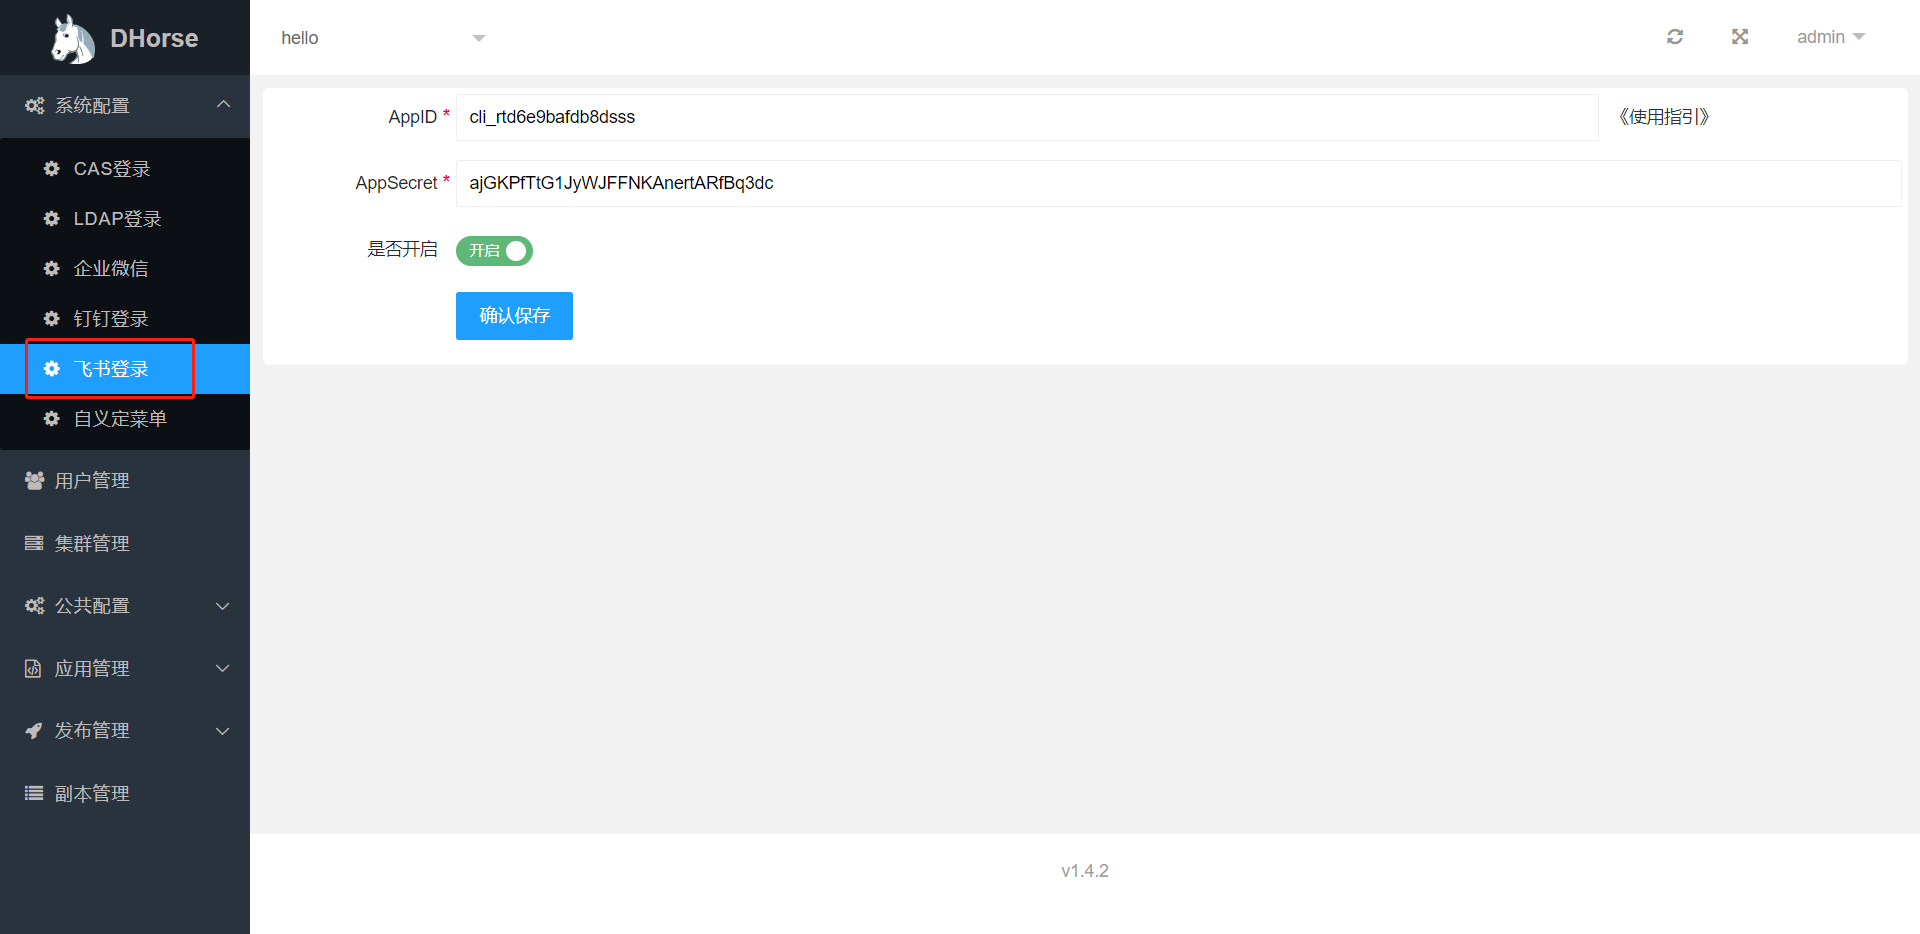 DHorse
hello
admin
系统配置
CAS登录
LDAP登录
企业微信
钉钉登录
飞书登录
自义定菜单
用户管理
集群管理
公共配置
应用管理
发布管理
副本管理
AppID * cli_rtd6e9bafdb8dsss 《使用指引》
AppSecret * ajGKPfTtG1JyWJFFNKAnertARfBq3dc
是否开启 开启
确认保存
v1.4.2